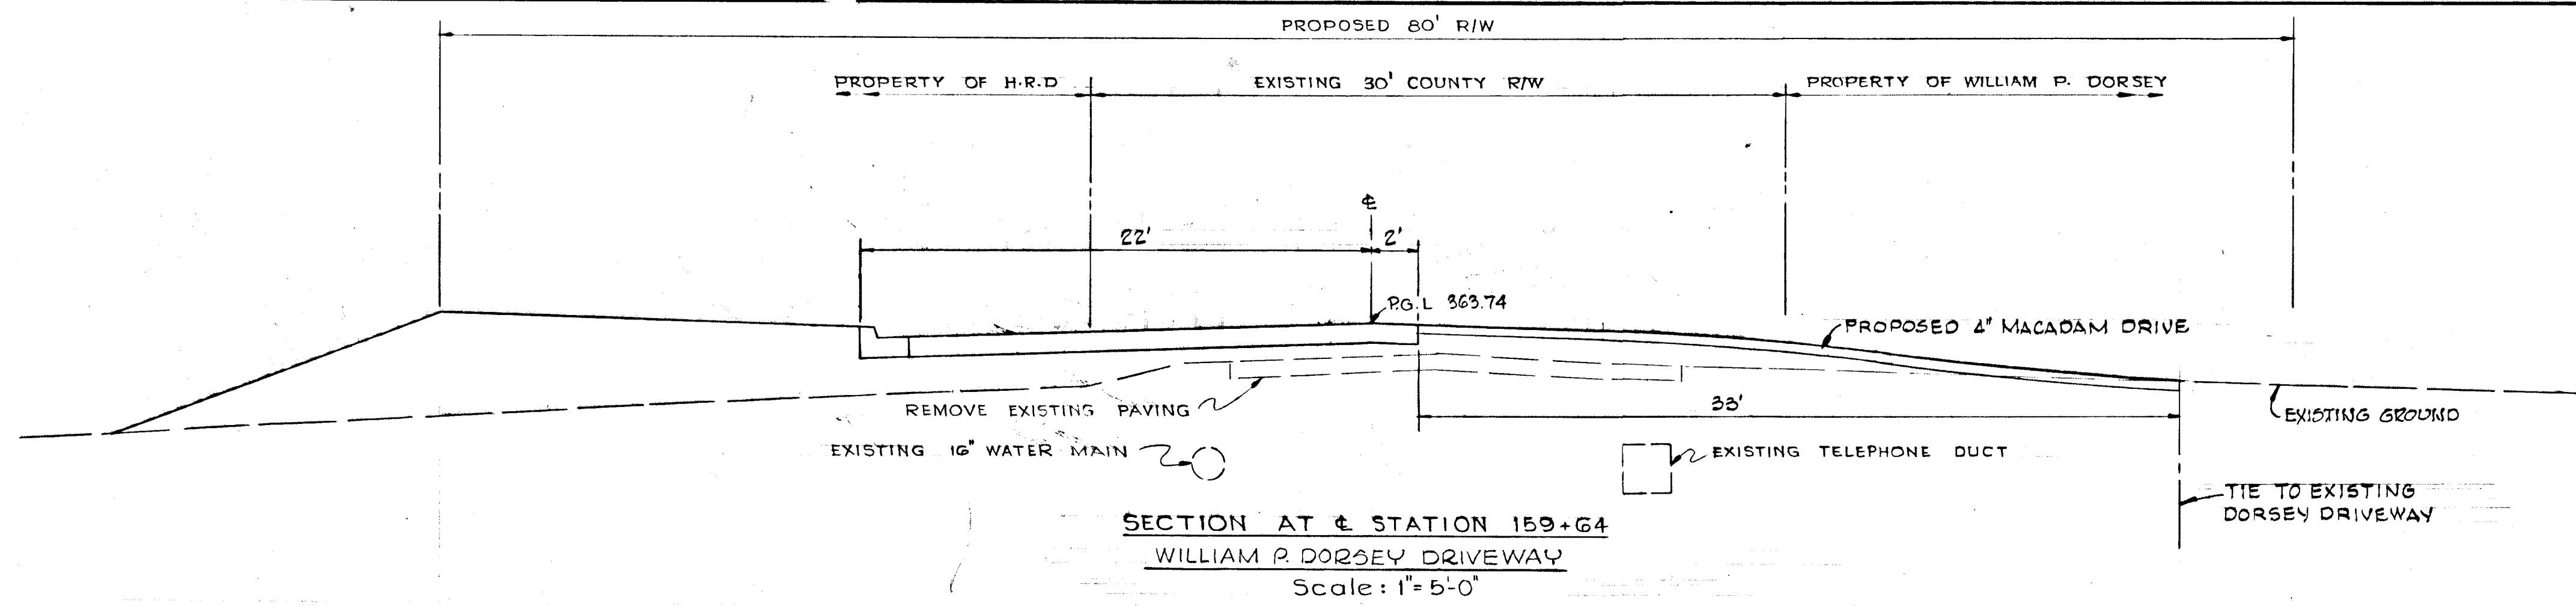 PROPOSED 80' R/W
PROPERTY OF H.R.D
EXISTING 30' COUNTY R/W
PROPERTY OF WILLIAM P. DORSEY
℄
22'
2'
P.G.L 363.74
PROPOSED 4" MACADAM DRIVE
REMOVE EXISTING PAVING
33'
EXISTING GROUND
EXISTING 16" WATER MAIN
EXISTING TELEPHONE DUCT
TIE TO EXISTING
DORSEY DRIVEWAY
SECTION AT ℄ STATION 159+64
WILLIAM P. DORSEY DRIVEWAY
Scale: 1"=5'-0"